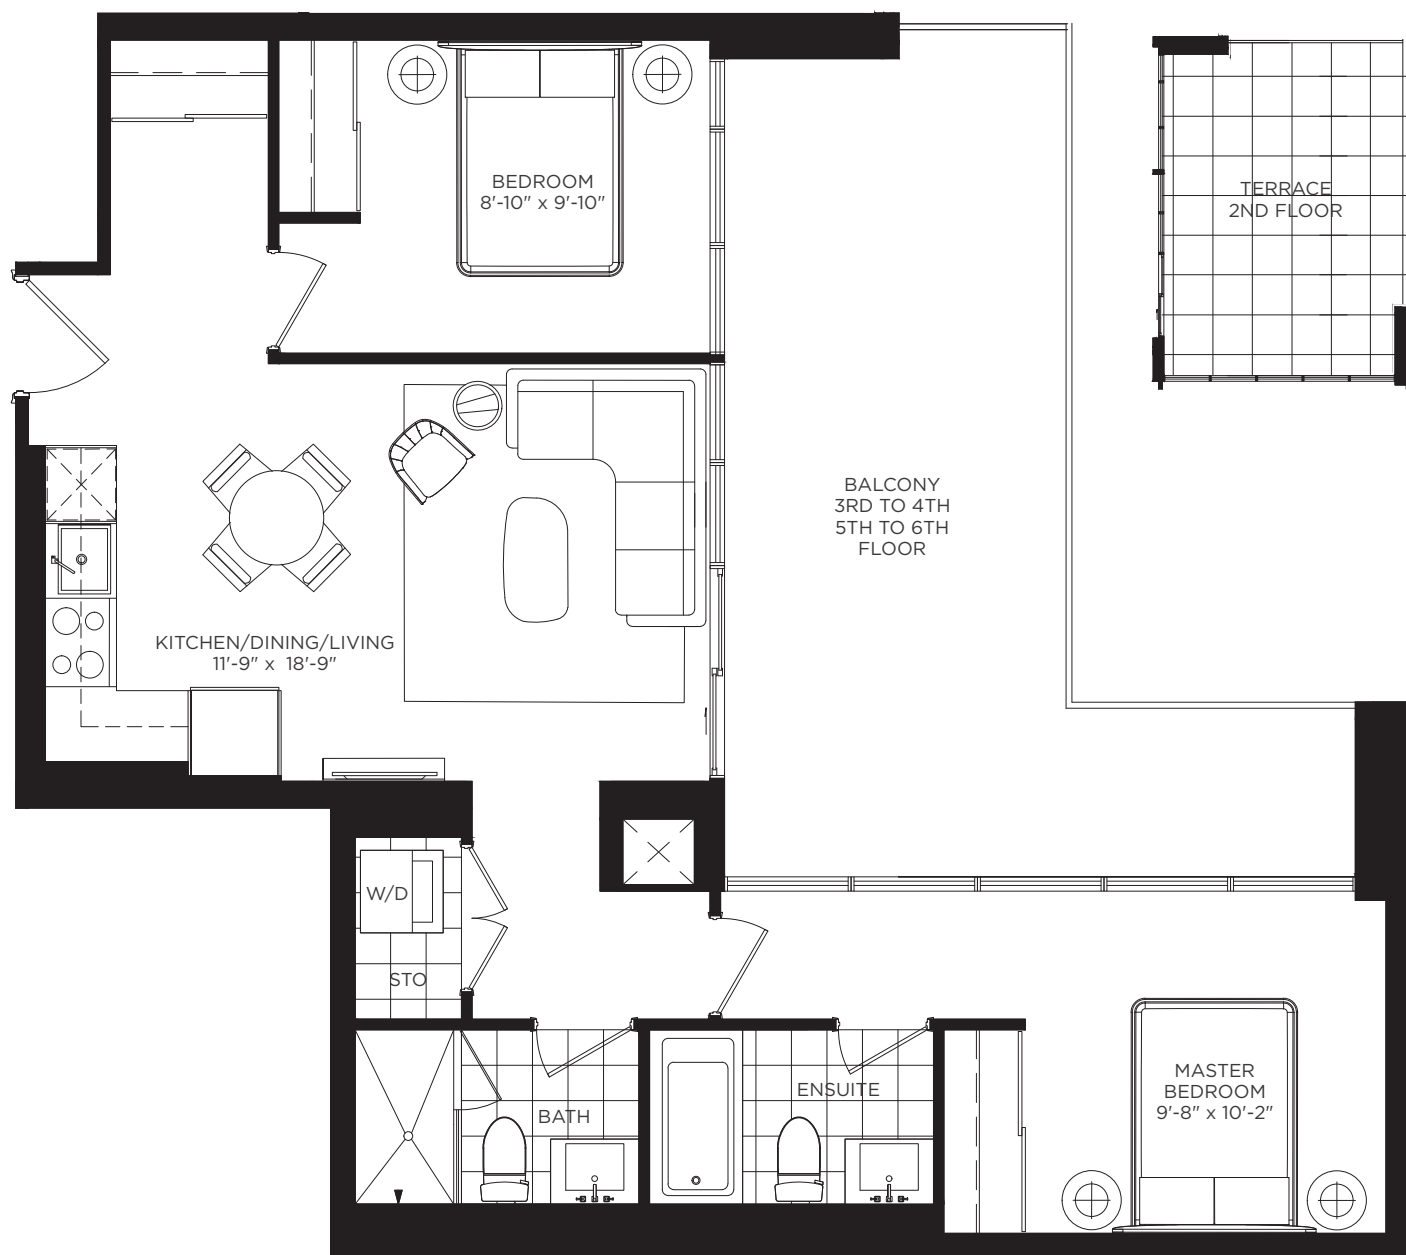 BEDROOM
8'-10" x 9'-10"
TERRACE
2ND FLOOR
BALCONY
3RD TO 4TH
5TH TO 6TH
FLOOR
KITCHEN/DINING/LIVING
11'-9" x 18'-9"
W/D
STO
BATH
ENSUITE
MASTER
BEDROOM
9'-8" x 10'-2"